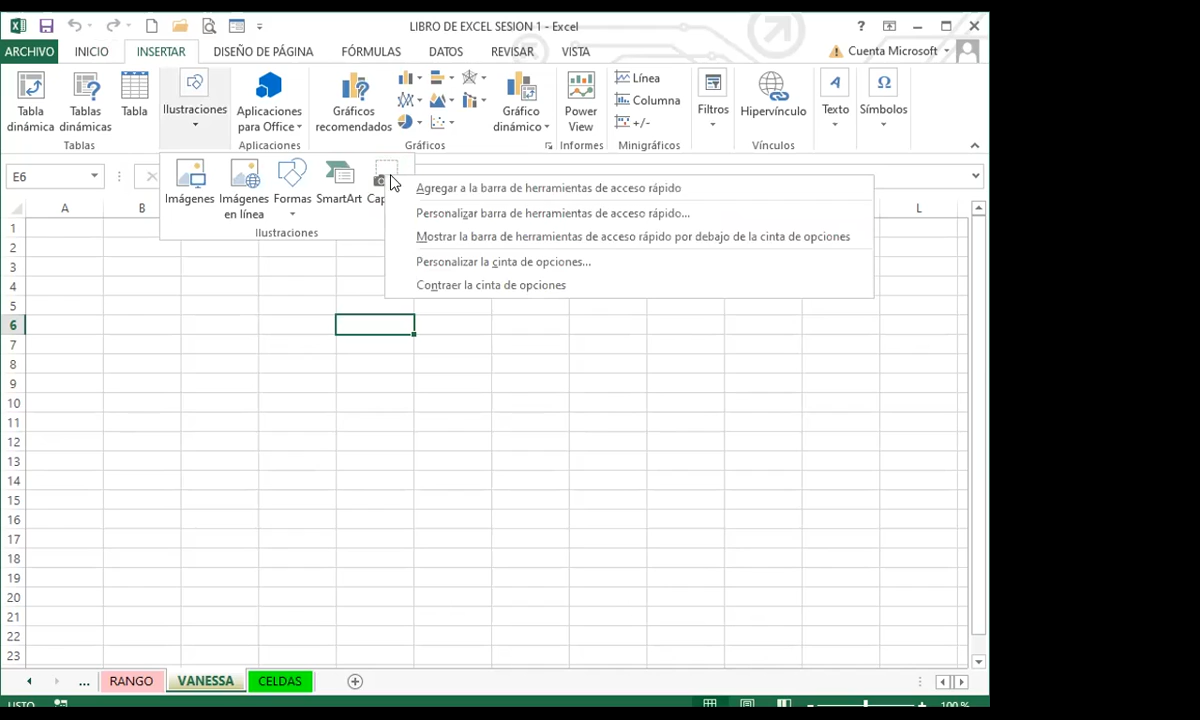 LIBRO DE EXCEL SESION 1 - Excel
?
ARCHIVO INICIO INSERTAR DISEÑO DE PÁGINA FÓRMULAS DATOS REVISAR VISTA Cuenta Microsoft
Tabla dinámica
Tablas dinámicas
Tabla
Ilustraciones
Aplicaciones para Office
Gráficos recomendados
Gráfico dinámico
Power View
Línea
Columna
+/-
Filtros
Hipervínculo
Texto
Símbolos
Tablas Aplicaciones Gráficos Informes Minigráficos Vínculos
E6
Imágenes
Imágenes en línea
Formas
SmartArt
Ilustraciones
Agregar a la barra de herramientas de acceso rápido
Personalizar barra de herramientas de acceso rápido...
Mostrar la barra de herramientas de acceso rápido por debajo de la cinta de opciones
Personalizar la cinta de opciones...
Contraer la cinta de opciones
A B L
1
2
3
4
5
6
7
8
9
10
11
12
13
14
15
16
17
18
19
20
21
22
23
... RANGO VANESSA CELDAS
LISTO 100 %